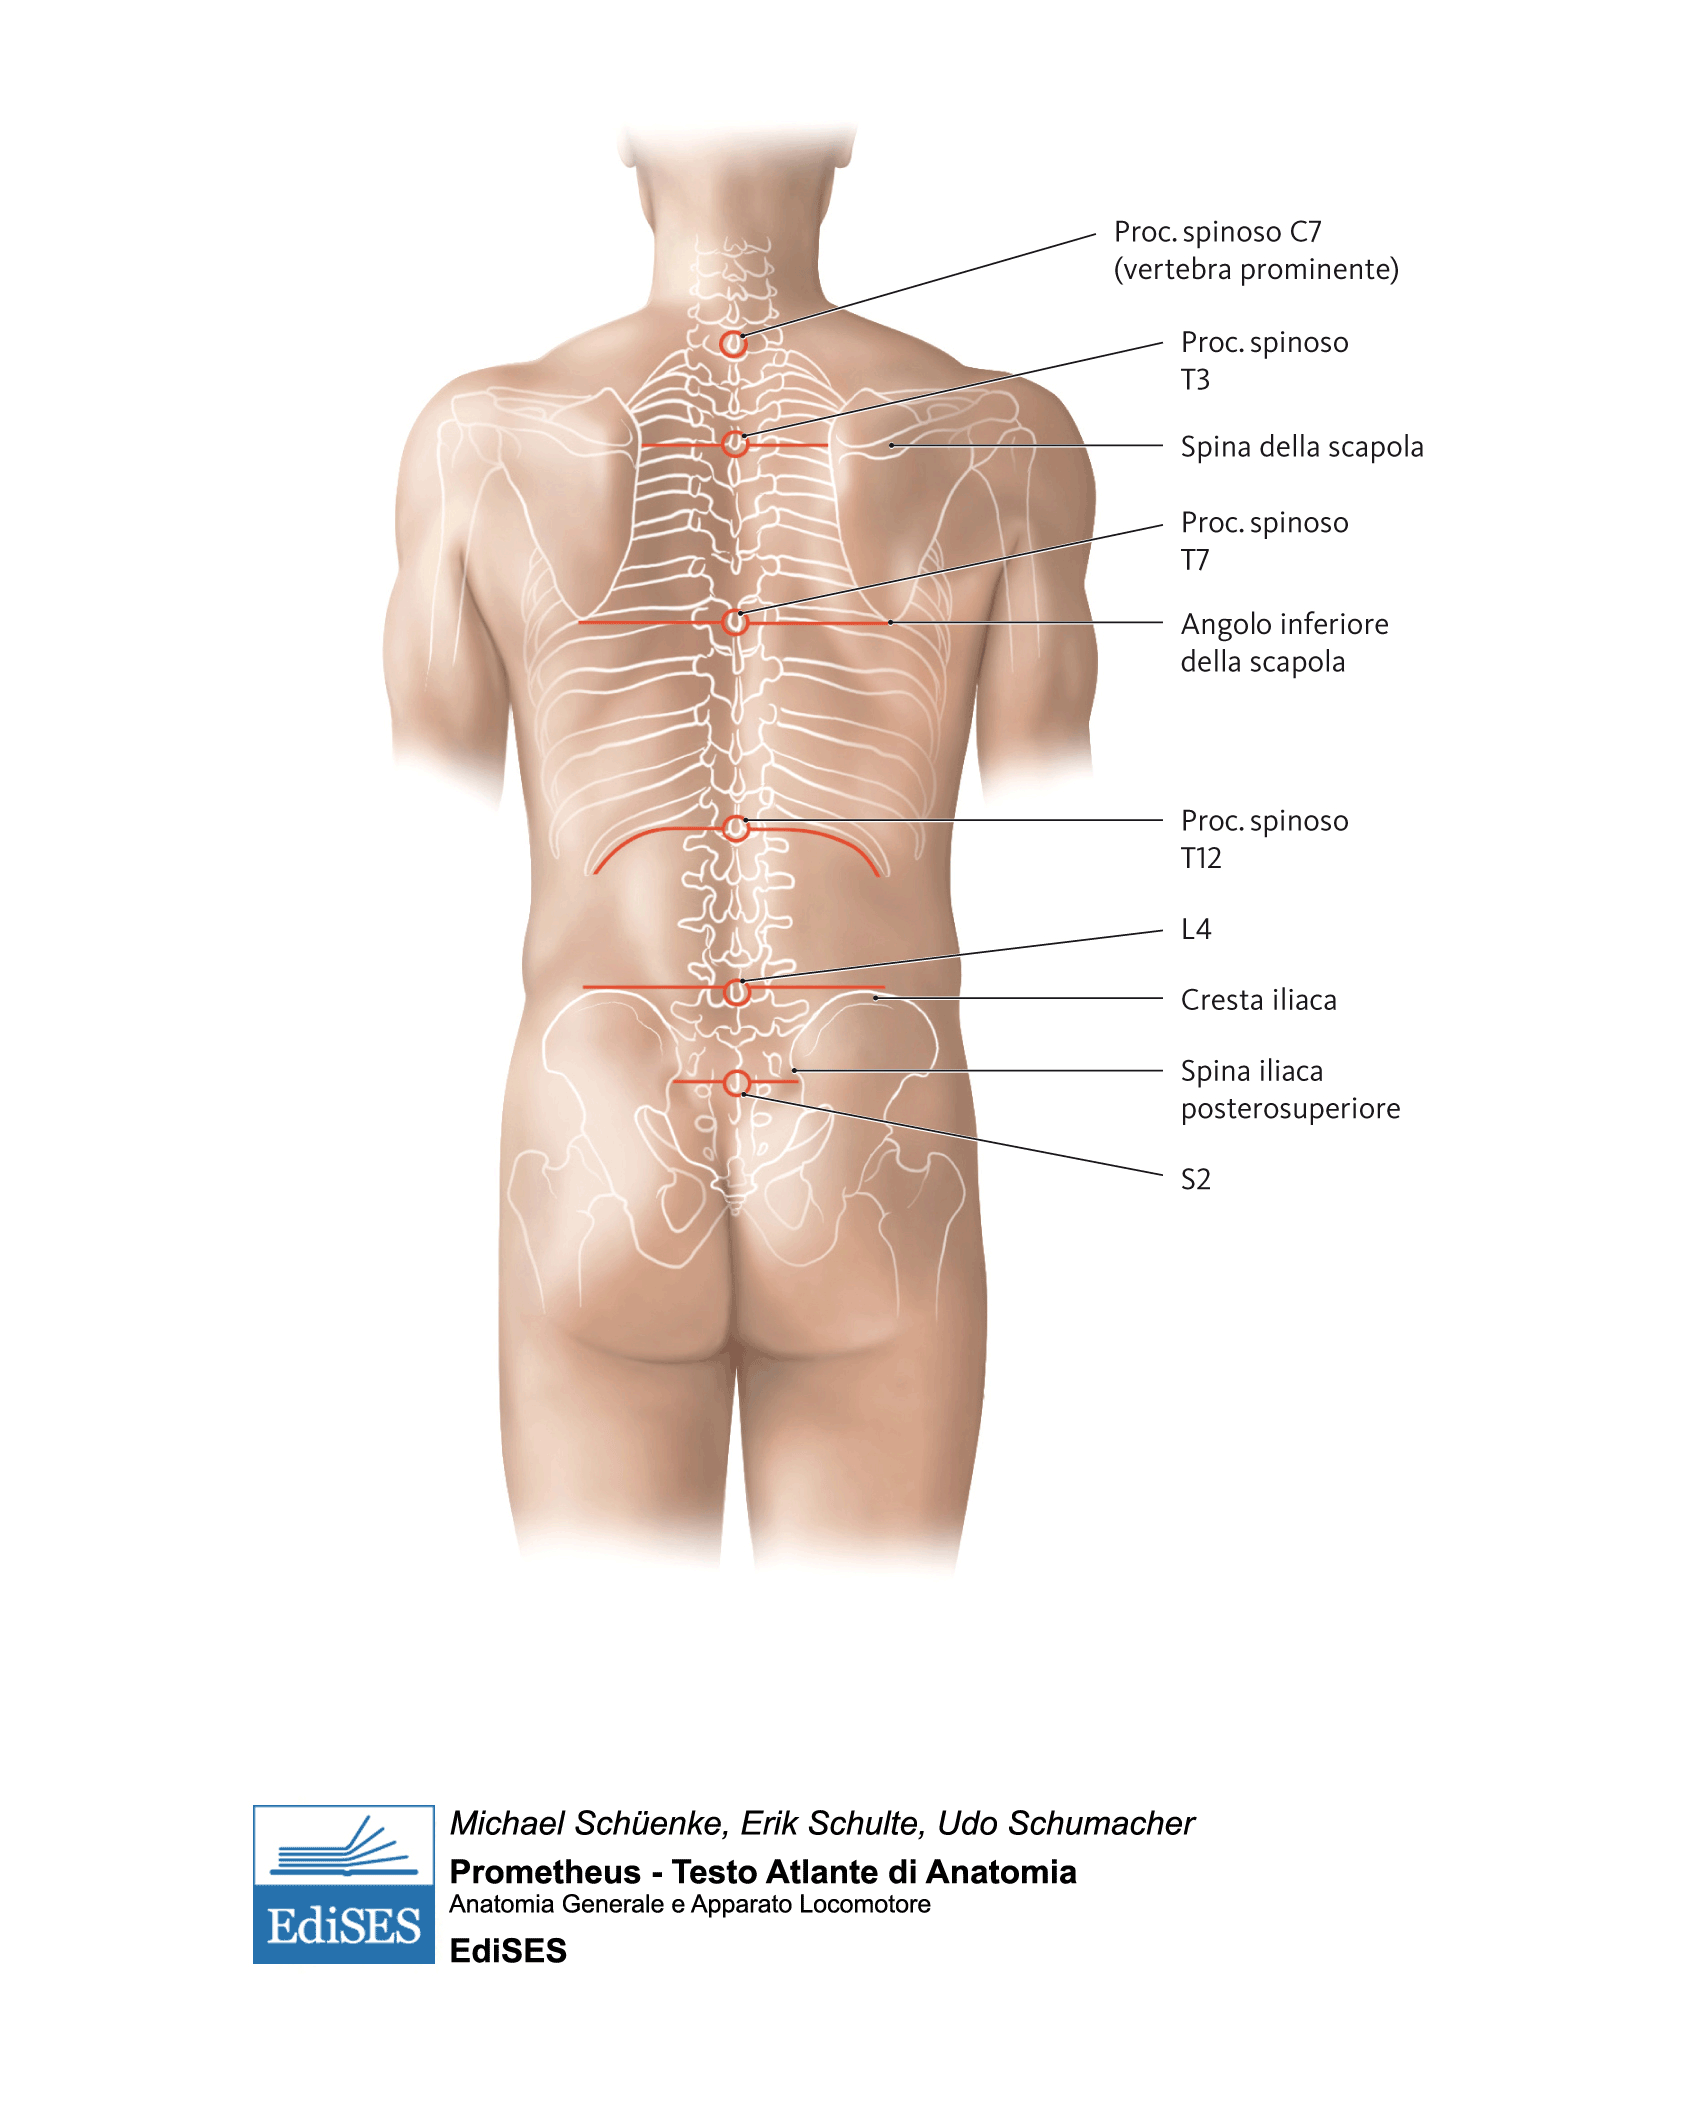 Proc. spinoso C7
(vertebra prominente)
Proc. spinoso
T3
Spina della scapola
Proc. spinoso
T7
Angolo inferiore
della scapola
Proc. spinoso
T12
L4
Cresta iliaca
Spina iliaca
posterosuperiore
S2
Michael Schüenke, Erik Schulte, Udo Schumacher
Prometheus - Testo Atlante di Anatomia
Anatomia Generale e Apparato Locomotore
EdiSES
EdiSES